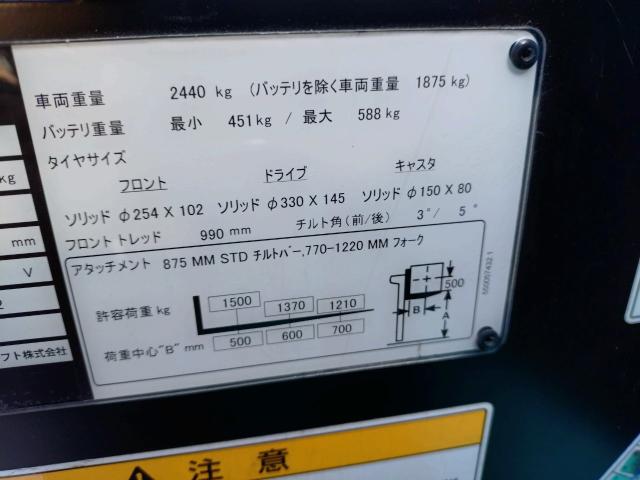 車両重量 2440 kg (バッテリを除く車両重量 1875 kg)
バッテリ重量 最小 451kg / 最大 588 kg
タイヤサイズ
フロント ドライブ キャスタ
ソリッド φ254 X 102 ソリッド φ330 X 145 ソリッド φ150 X 80
フロント トレッド 990 mm チルト角(前/後) 3°/ 5°
アタッチメント 875 MM STD チルトバー,770-1220 MM フォーク
許容荷重 kg 1500 1370 1210
荷重中心"B" mm 500 600 700
500
B A
550057432-1
kg
mm
V
2
フト株式会社
注 意